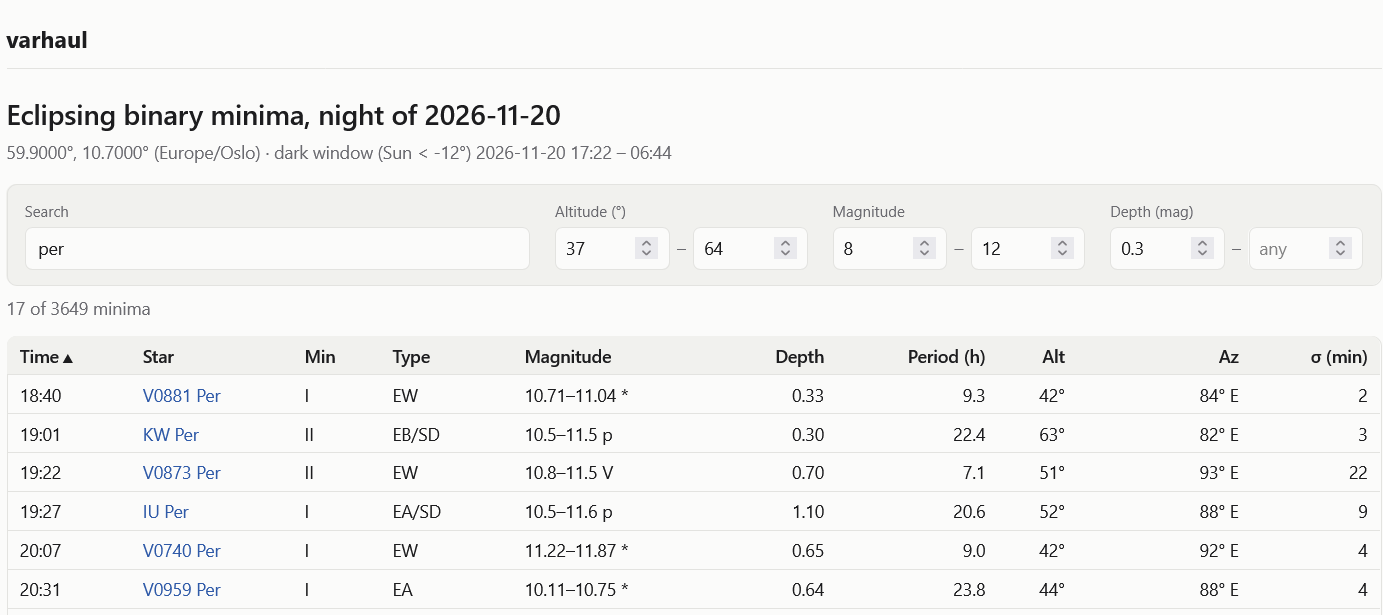 varhaul
Eclipsing binary minima, night of 2026-11-20
59.9000°, 10.7000° (Europe/Oslo) · dark window (Sun < -12°) 2026-11-20 17:22 – 06:44
Search Altitude (°) Magnitude Depth (mag)
per 37 – 64 8 – 12 0.3 – any
17 of 3649 minima
Time ▲ Star Min Type Magnitude Depth Period (h) Alt Az σ (min)
18:40 V0881 Per I EW 10.71–11.04 * 0.33 9.3 42° 84° E 2
19:01 KW Per II EB/SD 10.5–11.5 p 0.30 22.4 63° 82° E 3
19:22 V0873 Per II EW 10.8–11.5 V 0.70 7.1 51° 93° E 22
19:27 IU Per I EA/SD 10.5–11.6 p 1.10 20.6 52° 88° E 9
20:07 V0740 Per I EW 11.22–11.87 * 0.65 9.0 42° 92° E 4
20:31 V0959 Per I EA 10.11–10.75 * 0.64 23.8 44° 88° E 4